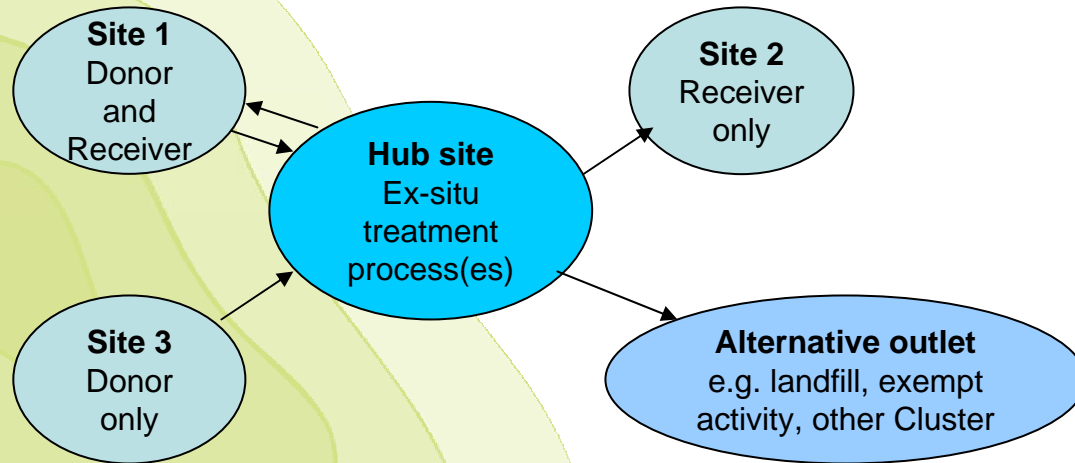 Site 1
Donor
and
Receiver
Site 2
Receiver
only
Hub site
Ex-situ
treatment
process(es)
Site 3
Donor
only
Alternative outlet
e.g. landfill, exempt
activity, other Cluster